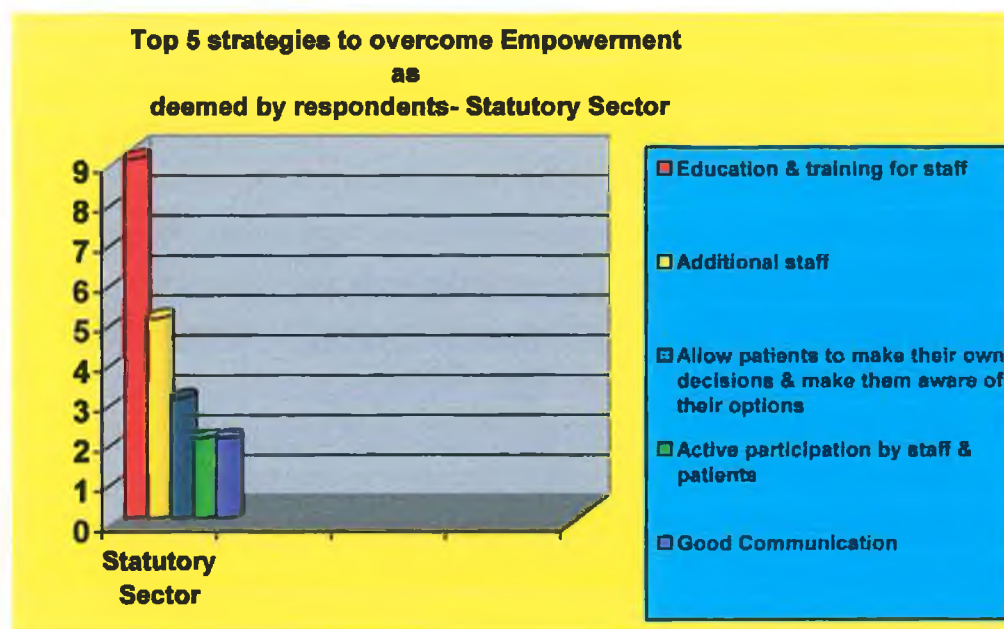 Top 5 strategies to overcome Empowerment
as
deemed by respondents- Statutory Sector
9
8
7
6
5
4
3
2
1
0
Statutory
Sector
Education & training for staff
Additional staff
Allow patients to make their own
decisions & make them aware of
their options
Active participation by staff &
patients
Good Communication